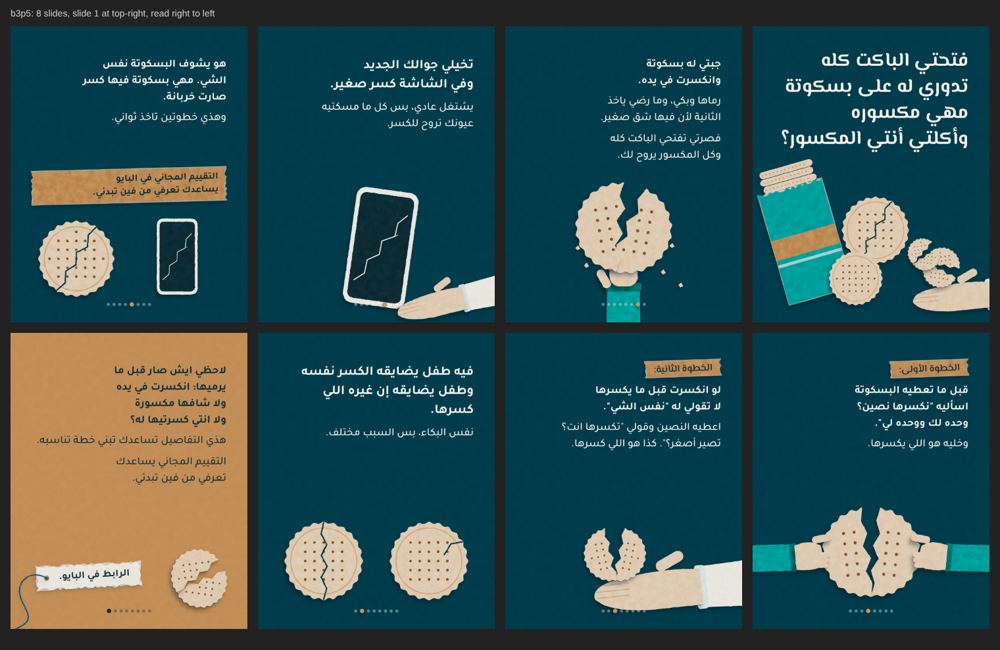 b3p5: 8 slides, slide 1 at top-right, read right to left
فتحتي الباكت كله
تدوري له على بسكوتة
مهي مكسوره
وأكلتي أنتي المكسور؟
جبتي له بسكوتة
وانكسرت في يده.
رماها وبكي، وما رضي ياخذ
الثانية لأن فيها شق صغير.
فصرتي تفتحي الباكت كله
وكل المكسور يروح لك.
تخيلي جوالك الجديد
وفي الشاشة كسر صغير.
يشتغل عادي، بس كل ما مسكتيه
عيونك تروح للكسر.
هو يشوف البسكوتة نفس
الشي. مهي بسكوتة فيها كسر
صارت خربانة.
وهذي خطوتين تاخذ ثواني.
التقييم المجاني في البايو
يساعدك تعرفي من فين تبدئي.
الخطوة الأولى:
قبل ما تعطيه البسكوتة
اسأليه "نكسرها نصين؟
وحده لك ووحده لي".
وخليه هو اللي يكسرها.
الخطوة الثانية:
لو انكسرت قبل ما يكسرها
لا تقولي له "نفس الشي".
اعطيه النصين وقولي "تكسرها انت؟
تصير أصغر؟". كذا هو اللي كسرها.
فيه طفل يضايقه الكسر نفسه
وطفل يضايقه إن غيره اللي
كسرها.
نفس البكاء، بس السبب مختلف.
لاحظي ايش صار قبل ما
يرميها: انكسرت في يده
ولا شافها مكسورة
ولا انتي كسرتيها له؟
هذي التفاصيل تساعدك تبني خطة تناسبه.
التقييم المجاني يساعدك
تعرفي من فين تبدئي.
الرابط في البايو.